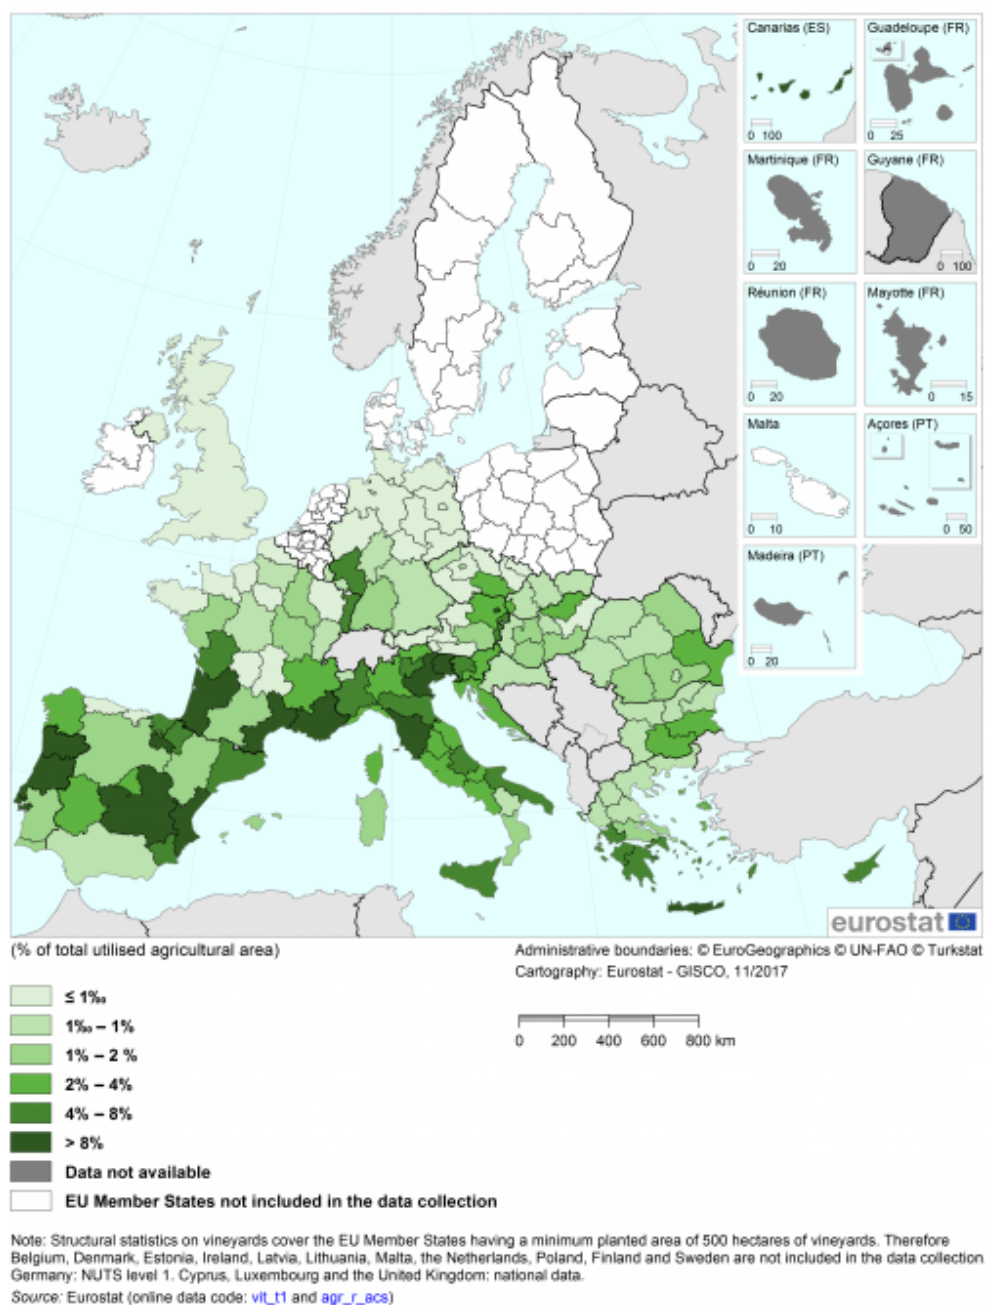 Canarias (ES)
0 100
Guadeloupe (FR)
0 25
Martinique (FR)
0 20
Guyane (FR)
0 100
Réunion (FR)
0 20
Mayotte (FR)
0 15
Malta
0 10
Açores (PT)
0 50
Madeira (PT)
0 20
eurostat
(% of total utilised agricultural area)
Administrative boundaries: © EuroGeographics © UN-FAO © Turkstat
Cartography: Eurostat - GISCO, 11/2017
≤ 1‰
1‰ – 1%
1% – 2 %
2% – 4%
4% – 8%
> 8%
Data not available
EU Member States not included in the data collection
0 200 400 600 800 km
Note: Structural statistics on vineyards cover the EU Member States having a minimum planted area of 500 hectares of vineyards. Therefore
Belgium, Denmark, Estonia, Ireland, Latvia, Lithuania, Malta, the Netherlands, Poland, Finland and Sweden are not included in the data collection
Germany: NUTS level 1. Cyprus, Luxembourg and the United Kingdom: national data.
Source: Eurostat (online data code: vit_t1 and agr_r_acs)